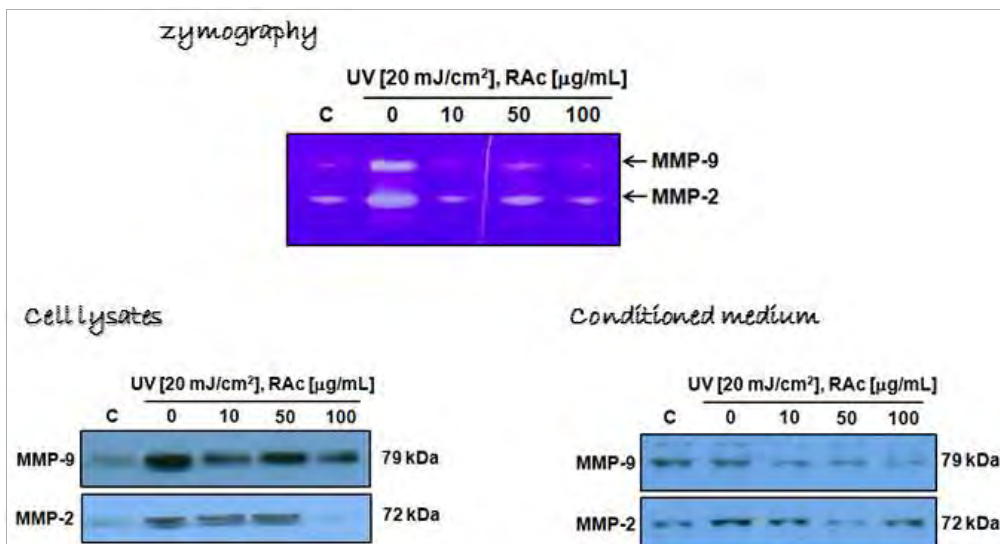 zymography
UV [20 mJ/cm²], RAc [μg/mL]
C 0 10 50 100
MMP-9
MMP-2
Cell lysates
UV [20 mJ/cm²], RAc [μg/mL]
C 0 10 50 100
MMP-9 79 kDa
MMP-2 72 kDa
Conditioned medium
UV [20 mJ/cm²], RAc [μg/mL]
C 0 10 50 100
MMP-9 79 kDa
MMP-2 72 kDa